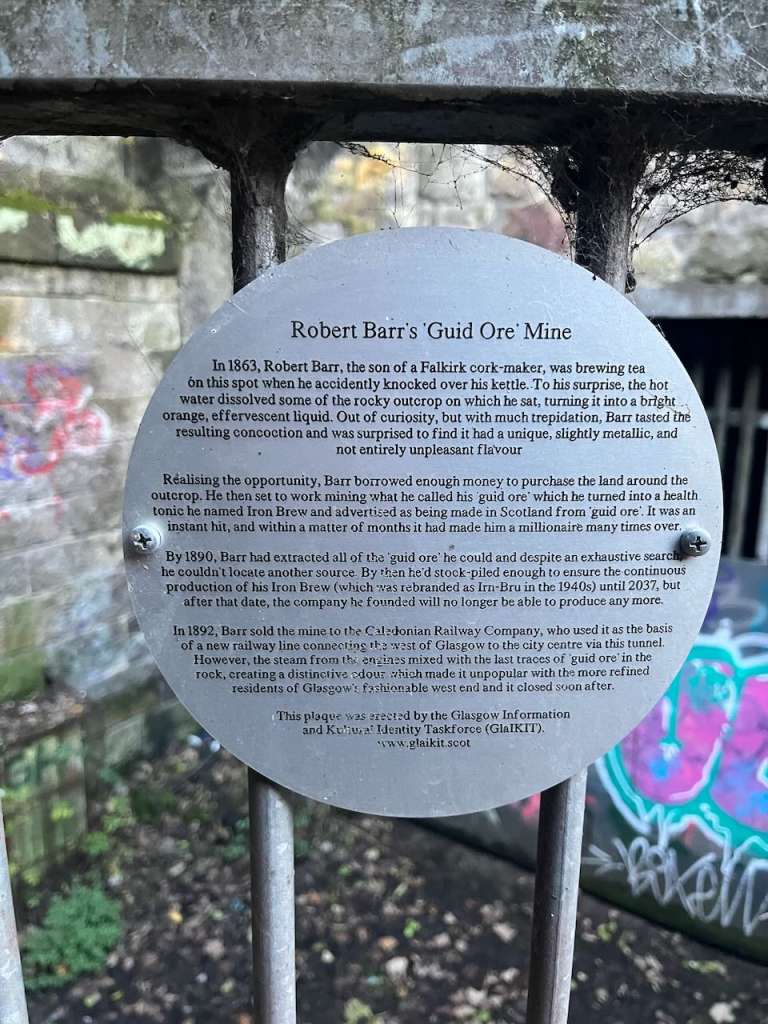 Robert Barr's 'Guid Ore' Mine
In 1863, Robert Barr, the son of a Falkirk cork-maker, was brewing tea
on this spot when he accidently knocked over his kettle. To his surprise, the hot
water dissolved some of the rocky outcrop on which he sat, turning it into a bright
orange, effervescent liquid. Out of curiosity, but with much trepidation, Barr tasted the
resulting concoction and was surprised to find it had a unique, slightly metallic, and
not entirely unpleasant flavour
Realising the opportunity, Barr borrowed enough money to purchase the land around the
outcrop. He then set to work mining what he called his 'guid ore' which he turned into a health
tonic he named Iron Brew and advertised as being made in Scotland from 'guid ore'. It was an
instant hit, and within a matter of months it had made him a millionaire many times over.
By 1890, Barr had extracted all of the 'guid ore' he could and despite an exhaustive search,
he couldn't locate another source. By then he'd stock-piled enough to ensure the continuous
production of his Iron Brew (which was rebranded as Irn-Bru in the 1940s) until 2037, but
after that date, the company he founded will no longer be able to produce any more.
In 1892, Barr sold the mine to the Caledonian Railway Company, who used it as the basis
of a new railway line connecting the west of Glasgow to the city centre via this tunnel.
However, the steam from the engines mixed with the last traces of 'guid ore' in the
rock, creating a distinctive odour which made it unpopular with the more refined
residents of Glasgow's fashionable west end and it closed soon after.
This plaque was erected by the Glasgow Information
and Kultural Identity Taskforce (GlaIKIT).
www.glaikit.scot